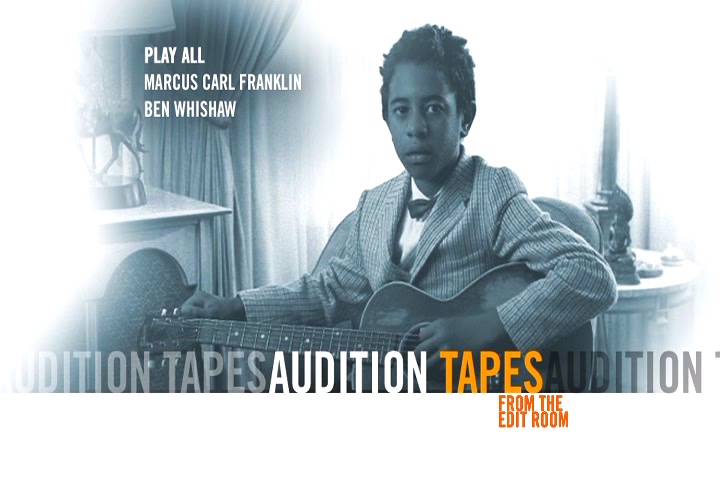 PLAY ALL
MARCUS CARL FRANKLIN
BEN WHISHAW
AUDITION TAPES AUDITION TAPES AUDITION T
FROM THE
EDIT ROOM